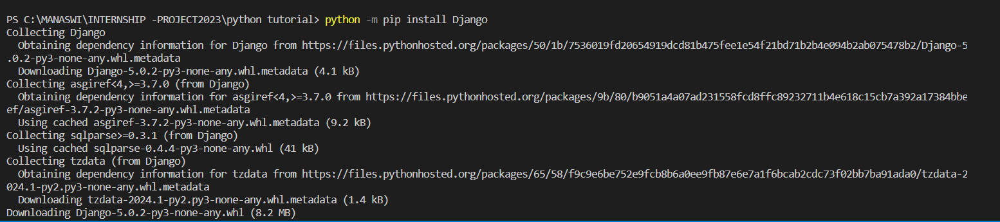 PS C:\MANASWI\INTERNSHIP -PROJECT2023\python tutorial> python -m pip install Django
Collecting Django
  Obtaining dependency information for Django from https://files.pythonhosted.org/packages/50/1b/7536019fd20654919dcd81b475fee1e54f21bd71b2b4e094b2ab075478b2/Django-5
.0.2-py3-none-any.whl.metadata
  Downloading Django-5.0.2-py3-none-any.whl.metadata (4.1 kB)
Collecting asgiref<4,>=3.7.0 (from Django)
  Obtaining dependency information for asgiref<4,>=3.7.0 from https://files.pythonhosted.org/packages/9b/80/b9051a4a07ad231558fcd8ffc89232711b4e618c15cb7a392a17384bbe
ef/asgiref-3.7.2-py3-none-any.whl.metadata
  Using cached asgiref-3.7.2-py3-none-any.whl.metadata (9.2 kB)
Collecting sqlparse>=0.3.1 (from Django)
  Using cached sqlparse-0.4.4-py3-none-any.whl (41 kB)
Collecting tzdata (from Django)
  Obtaining dependency information for tzdata from https://files.pythonhosted.org/packages/65/58/f9c9e6be752e9fcb8b6a0ee9fb87e6e7a1f6bcab2cdc73f02bb7ba91ada0/tzdata-2
024.1-py2.py3-none-any.whl.metadata
  Downloading tzdata-2024.1-py2.py3-none-any.whl.metadata (1.4 kB)
Downloading Django-5.0.2-py3-none-any.whl (8.2 MB)